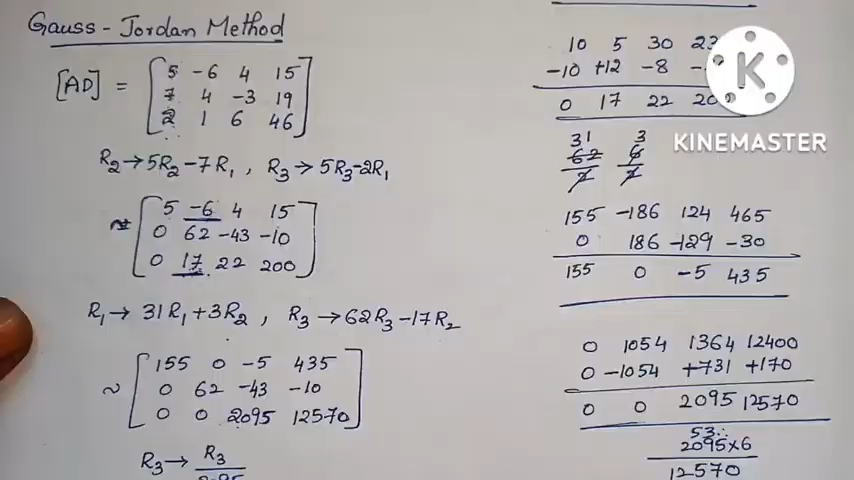 Gauss - Jordan Method
[AD] = [ 5 -6 4 15
7 4 -3 19
2 1 6 46 ]
R₂→5R₂-7R₁, R₃→5R₃-2R₁
~ [ 5 -6 4 15
0 62 -43 -10
0 17 22 200 ]
R₁→ 31R₁+3R₂, R₃→62R₃-17R₂
~ [ 155 0 -5 435
0 62 -43 -10
0 0 2095 12570 ]
R₃→ R₃
10 5 30
-10 +12 -8
0 17 22 200
31 3
62 6
2 2
155 -186 124 465
0 186 -129 -30
155 0 -5 435
0 1054 1364 12400
0 -1054 +731 +170
0 0 2095 12570
53
2095×6
12570
K
KINEMASTER